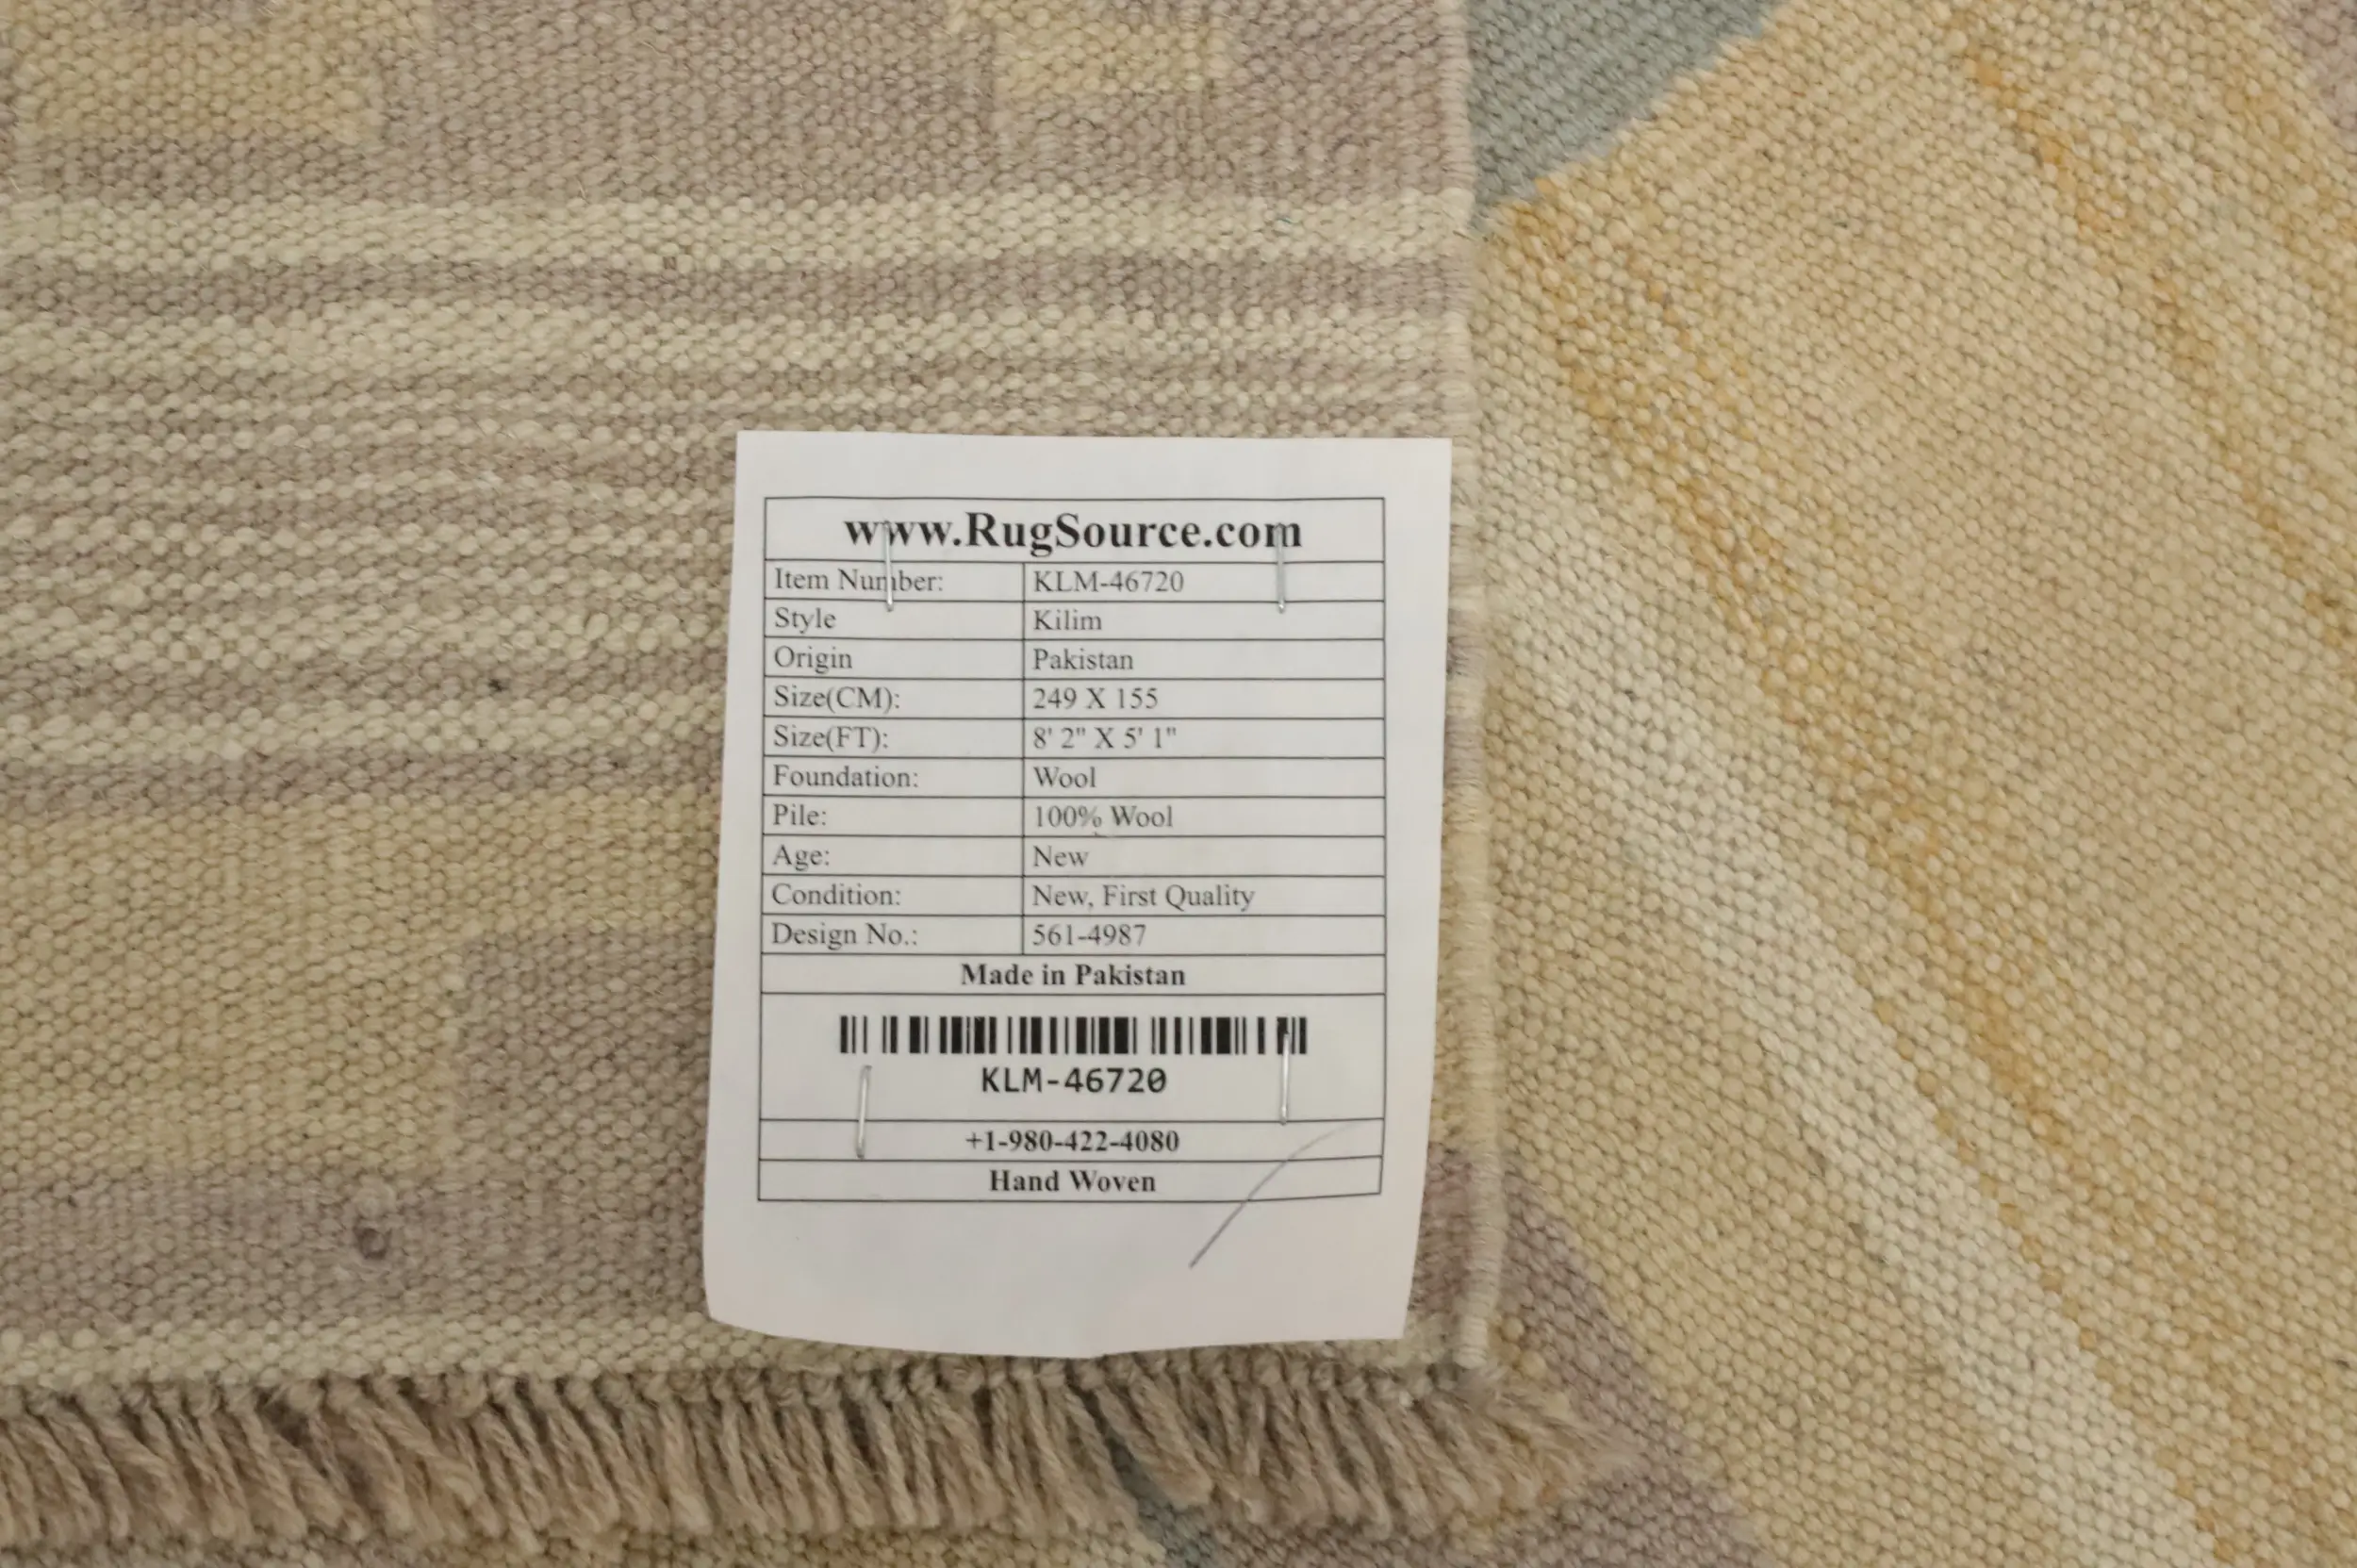 www.RugSource.com
Item Number: KLM-46720
Style Kilim
Origin Pakistan
Size(CM): 249 X 155
Size(FT): 8' 2" X 5' 1"
Foundation: Wool
Pile: 100% Wool
Age: New
Condition: New, First Quality
Design No.: 561-4987
Made in Pakistan
KLM-46720
+1-980-422-4080
Hand Woven